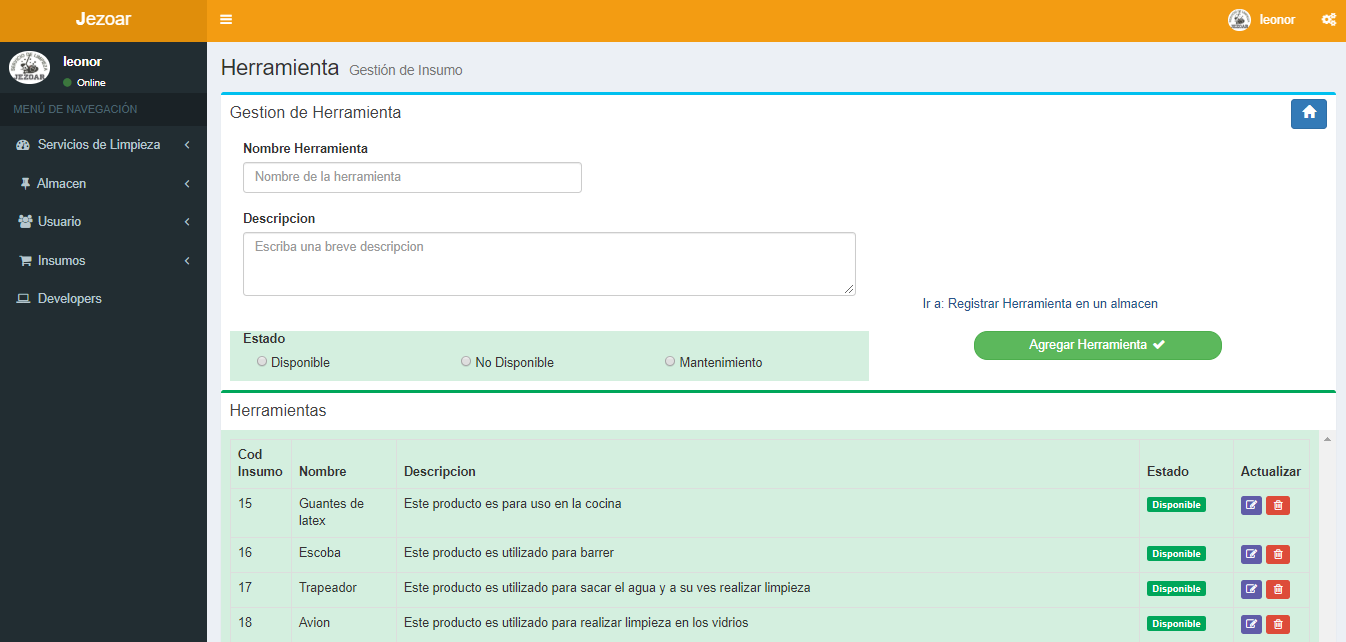 Jezoar
leonor
leonor
Online
MENÚ DE NAVEGACIÓN
Servicios de Limpieza
Almacen
Usuario
Insumos
Developers
Herramienta Gestión de Insumo
Gestion de Herramienta
Nombre Herramienta
Nombre de la herramienta
Descripcion
Escriba una breve descripcion
Ir a: Registrar Herramienta en un almacen
Estado
Disponible No Disponible Mantenimiento
Agregar Herramienta
Herramientas
Cod
Insumo Nombre Descripcion Estado Actualizar
15 Guantes de Este producto es para uso en la cocina Disponible
latex
16 Escoba Este producto es utilizado para barrer Disponible
17 Trapeador Este producto es utilizado para sacar el agua y a su ves realizar limpieza Disponible
18 Avion Este producto es utilizado para realizar limpieza en los vidrios Disponible